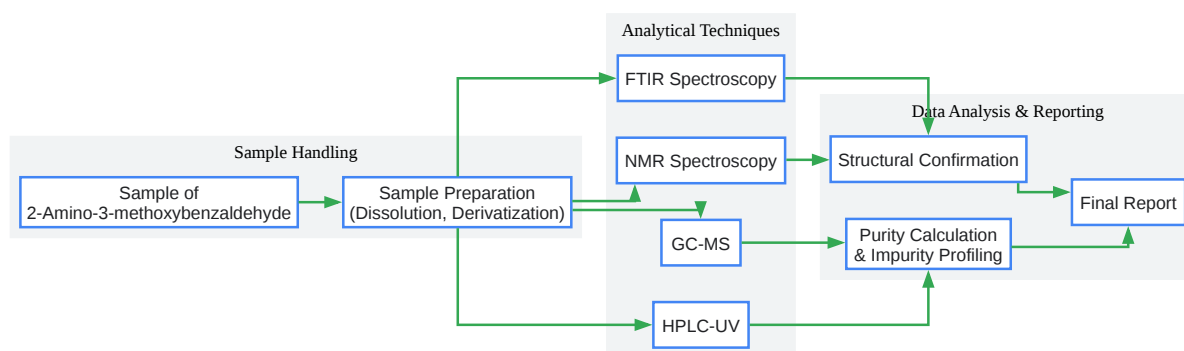 Analytical Techniques
FTIR Spectroscopy
Data Analysis & Reporting
Sample Handling
NMR Spectroscopy
Structural Confirmation
Sample of
2-Amino-3-methoxybenzaldehyde
Sample Preparation
(Dissolution, Derivatization)
Final Report
GC-MS
Purity Calculation
& Impurity Profiling
HPLC-UV